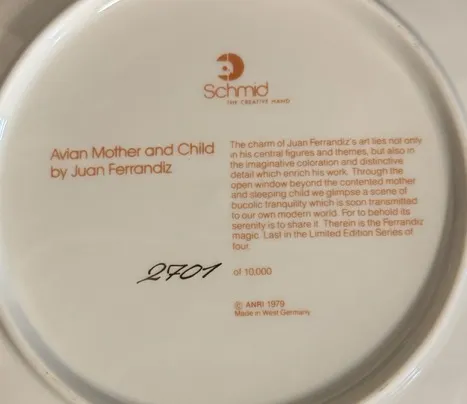 Schmid
THE CREATIVE HAND
Avian Mother and Child
by Juan Ferrandiz
The charm of Juan Ferrandiz's art lies not only
in his central figures and themes, but also in
the imaginative coloration and distinctive
detail which enrich his work. Through the
open window beyond the contented mother
and sleeping child we glimpse a scene of
bucolic tranquility which is soon transmitted
to our own modern world. For to behold its
serenity is to share it. Therein is the Ferrandiz
magic. Last in the Limited Edition Series of
four.
2701 of 10,000
© ANRI 1979
Made in West Germany